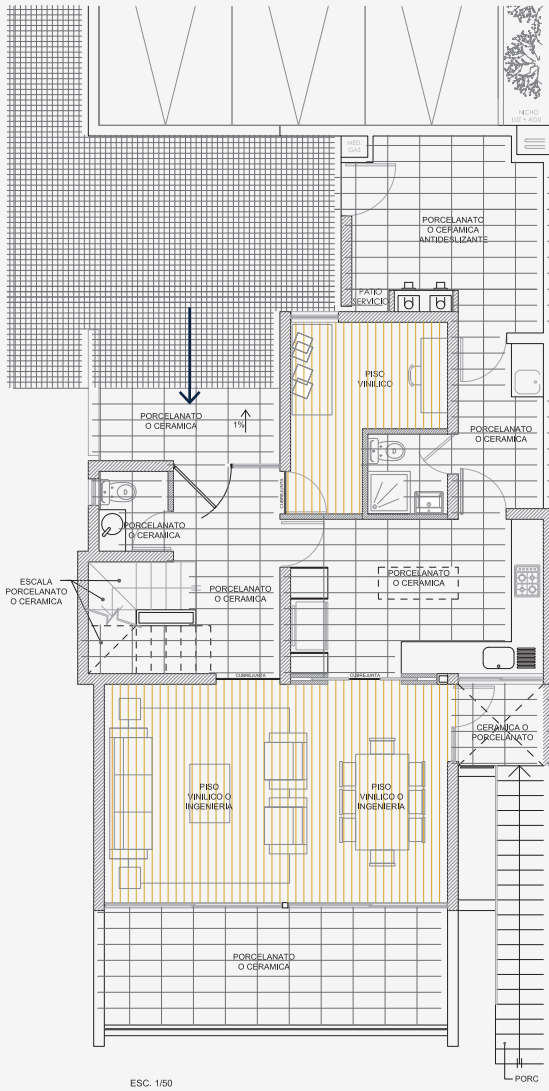 NICHO
LUZ + AGU
MED.
GAS
PORCELANATO
O CERAMICA
ANTIDESLIZANTE
PATIO
SERVICIO
PISO
VINILICO
PORCELANATO
O CERAMICA
1%
PORCELANATO
O CERAMICA
CUBREJUNTA
PORCELANATO
O CERAMICA
ESCALA
PORCELANATO
O CERAMICA
PORCELANATO
O CERAMICA
PORCELANATO
O CERAMICA
CUBREJUNTA
CUBREJUNTA
CERAMICA O
PORCELANATO
PISO
VINILICO O
INGENIERIA
PISO
VINILICO O
INGENIERIA
PORCELANATO
O CERAMICA
ESC. 1/50
PORC